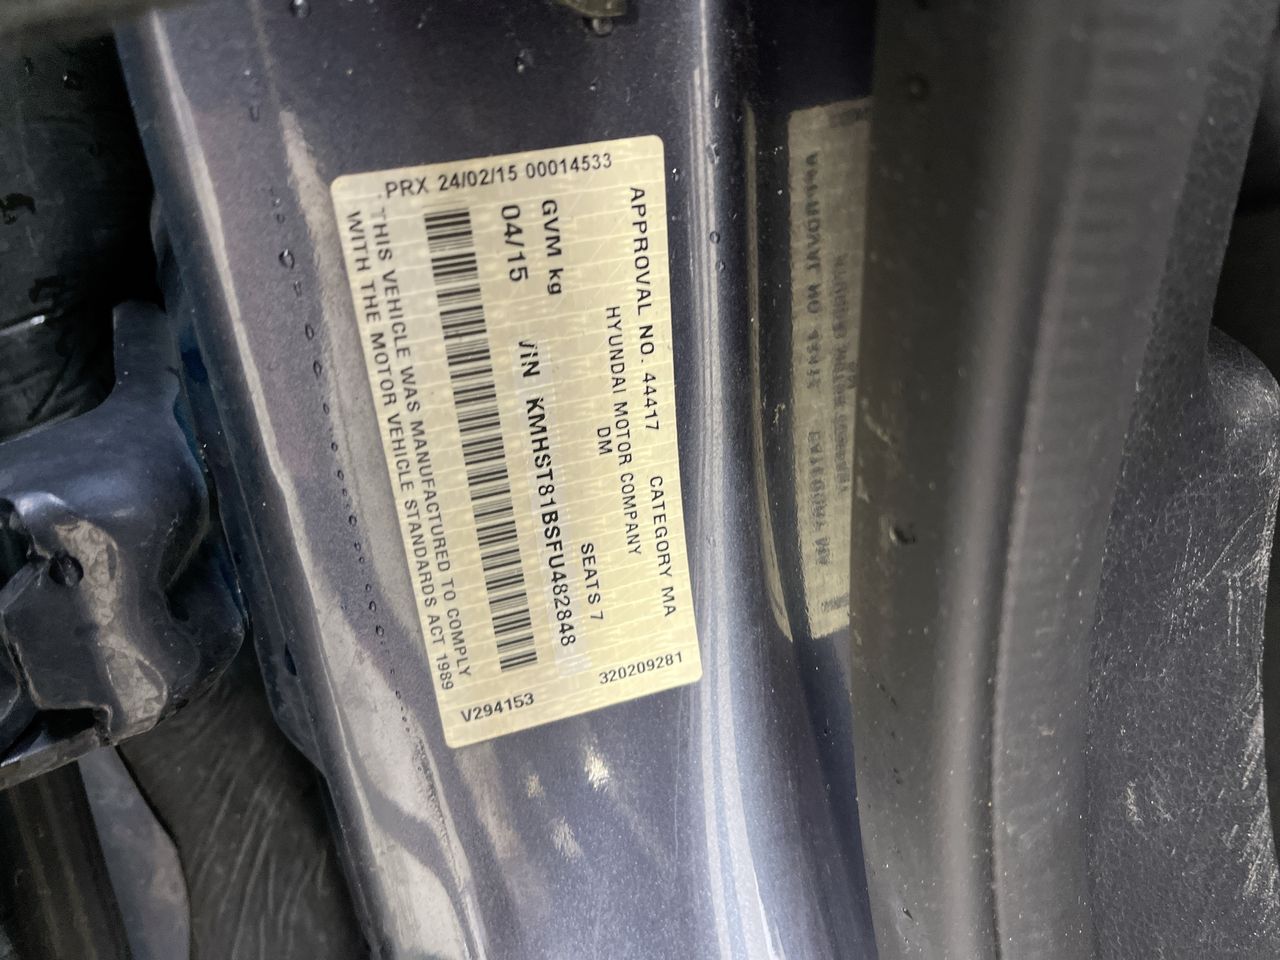 PRX 24/02/15 00014533
APPROVAL NO. 44417 CATEGORY MA
HYUNDAI MOTOR COMPANY
DM
SEATS 7
GVM kg
04/15
VIN KMHST81BSFU482848
THIS VEHICLE WAS MANUFACTURED TO COMPLY
WITH THE MOTOR VEHICLE STANDARDS ACT 1989
V294153
320209281